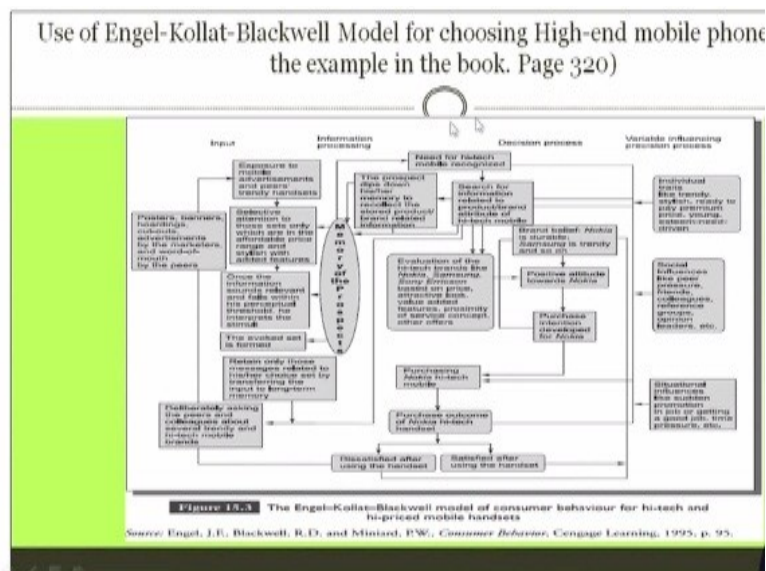 Use of Engel-Kollat-Blackwell Model for choosing High-end mobile phone
the example in the book. Page 320)
Input
Information
processing
Decision process
Variable influencing
precision process
Need for hi-tech
mobile recognized
Exposure to
mobile
advertisements
and peers'
trendy handsets
The prospect
dips down
his/her
memory to
recollect the
stored product/
brand related
information
Search for
information
related to
product/brand
attribute of
hi-tech mobile
Individual
traits
like trendy,
stylish, ready to
pay premium
price, young,
esteem-need-
driven
Posters, banners,
hoardings,
advertisements
by the marketers,
and word-of-
mouth
by the peers
Selective
attention to
those sets only
which are in the
affordable price
range and
stylish with
added features
Memory of the Prospects
Brand belief: Nokia
is durable;
Samsung is trendy
and so on
Evaluation of the
hi-tech brands like
Nokia, Samsung,
Sony Ericsson
based on price,
attractive look,
value added
features, proximity
of service concept,
other offers
Positive attitude
towards Nokia
Social
Influences
like peer
pressure,
friends,
colleagues,
reference
groups,
opinion
leaders, etc.
Once the
information
sounds relevant
and falls within
his perceptual
threshold, he
interprets the
stimuli
Purchase
intention
developed
for Nokia
The evoked set
is formed
Retain only those
messages related to
his/her choice set by
transferring the
input to long-term
memory
Purchasing
Nokia hi-tech
mobile
Situational
influences
like sudden
promotion
in job or getting
a good job, time
pressure, etc.
Deliberately asking
the peers and
colleagues about
several trendy and
hi-tech mobile
brands
Purchase outcome
of Nokia hi-tech
handset
Dissatisfied after
using the handset
Satisfied after
using the handset
Figure 15.3 The Engel-Kollat-Blackwell model of consumer behaviour for hi-tech and
hi-priced mobile handsets
Source: Engel, J.F., Blackwell, R.D. and Miniard, P.W., Consumer Behavior, Cengage Learning, 1995, p. 95.